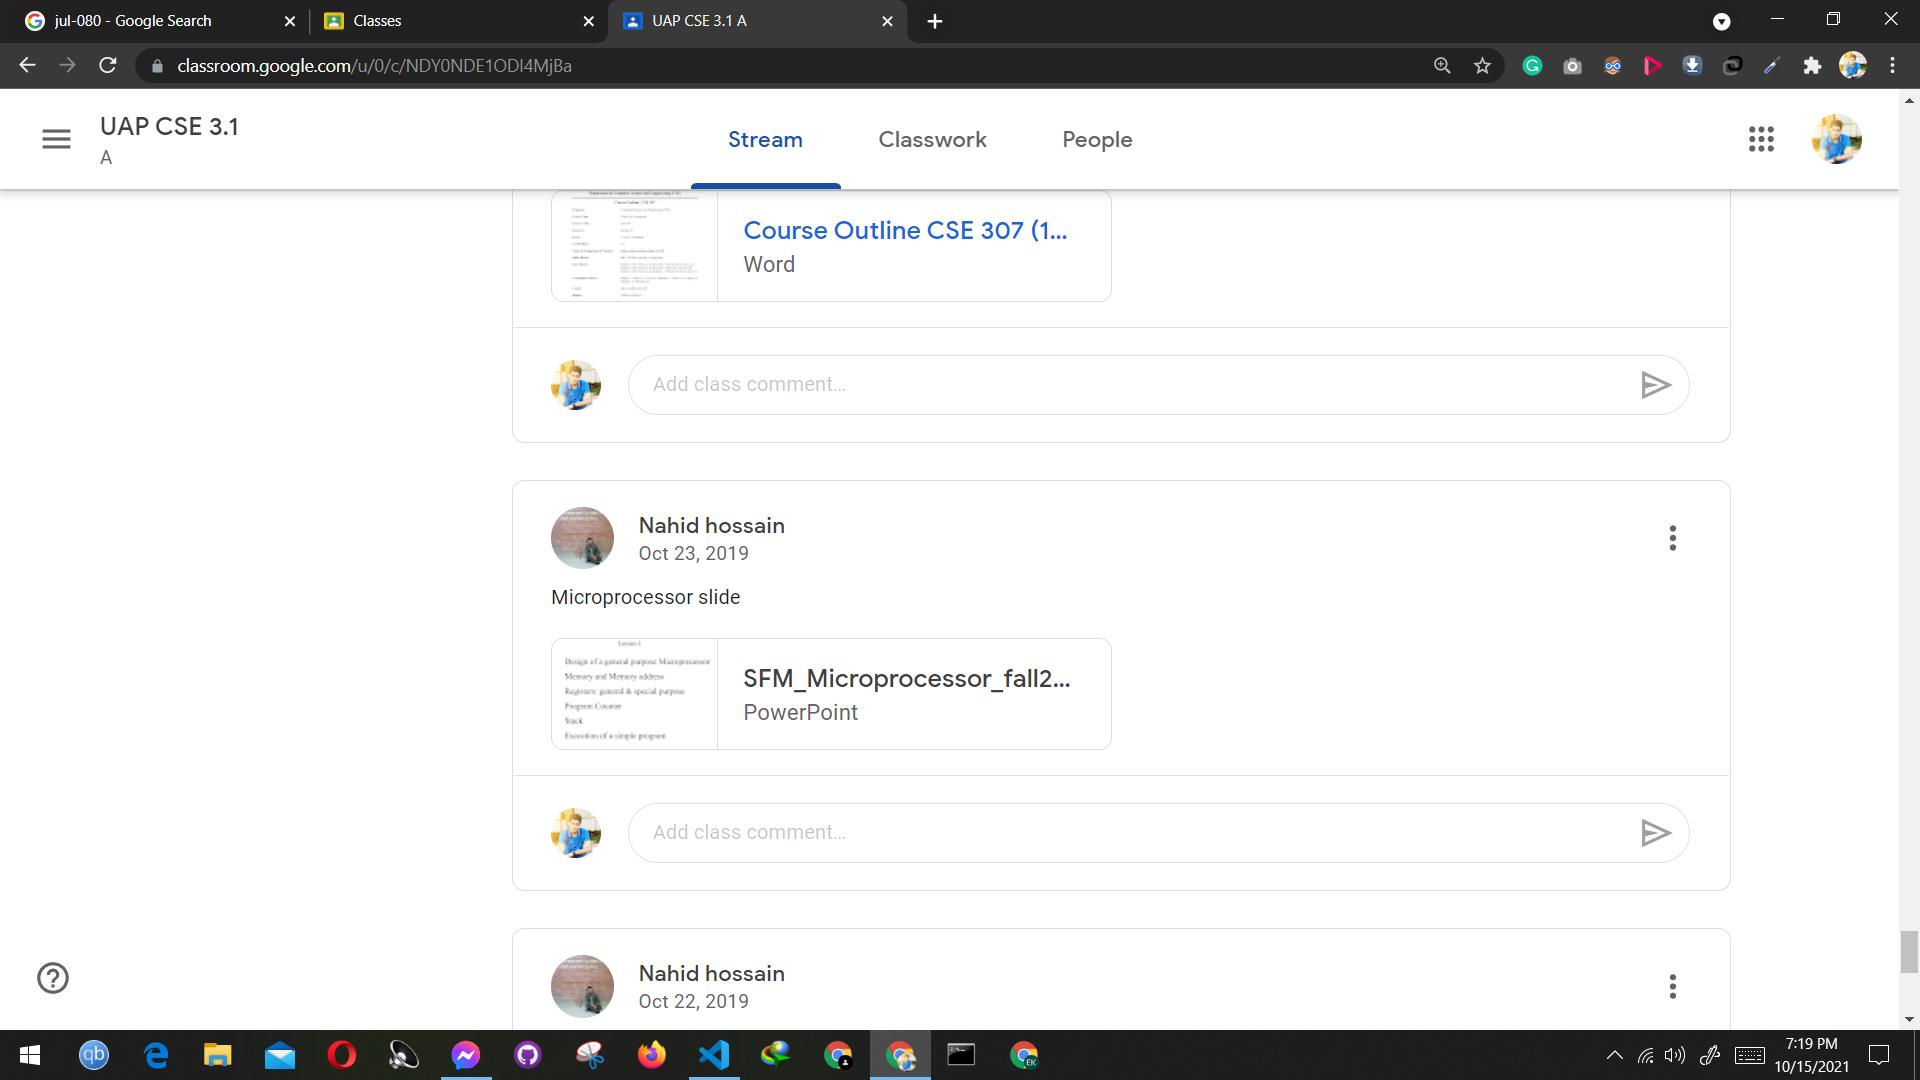 jul-080 - Google Search
Classes
UAP CSE 3.1 A
classroom.google.com/u/0/c/NDY0NDE1ODI4MjBa
UAP CSE 3.1
A
Stream
Classwork
People
Course Outline CSE 307 (1...
Word
Add class comment...
Nahid hossain
Oct 23, 2019
Microprocessor slide
Lesson-1
Design of a general purpose Microprocessor
Memory and Memory address
Registers: general & special purpose
Program Counter
Stack
Execution of a simple program
SFM_Microprocessor_fall2...
PowerPoint
Add class comment...
Nahid hossain
Oct 22, 2019
qb
EK
7:19 PM
10/15/2021